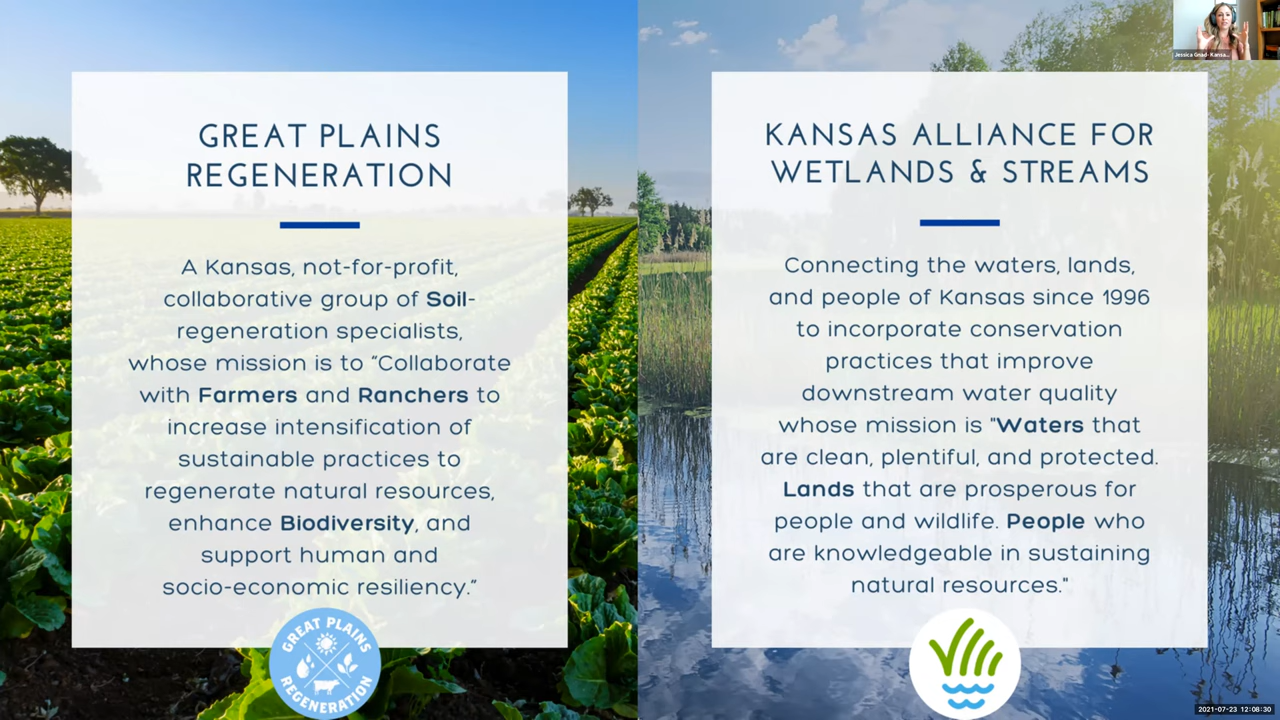 GREAT PLAINS
REGENERATION
A Kansas, not-for-profit,
collaborative group of Soil-
regeneration specialists,
whose mission is to “Collaborate
with Farmers and Ranchers to
increase intensification of
sustainable practices to
regenerate natural resources,
enhance Biodiversity, and
support human and
socio-economic resiliency.”
GREAT PLAINS
REGENERATION
KANSAS ALLIANCE FOR
WETLANDS & STREAMS
Connecting the waters, lands,
and people of Kansas since 1996
to incorporate conservation
practices that improve
downstream water quality
whose mission is "Waters that
are clean, plentiful, and protected.
Lands that are prosperous for
people and wildlife. People who
are knowledgeable in sustaining
natural resources."
Jessica Gnad- Kansa...
2021-07-23 12:08:30